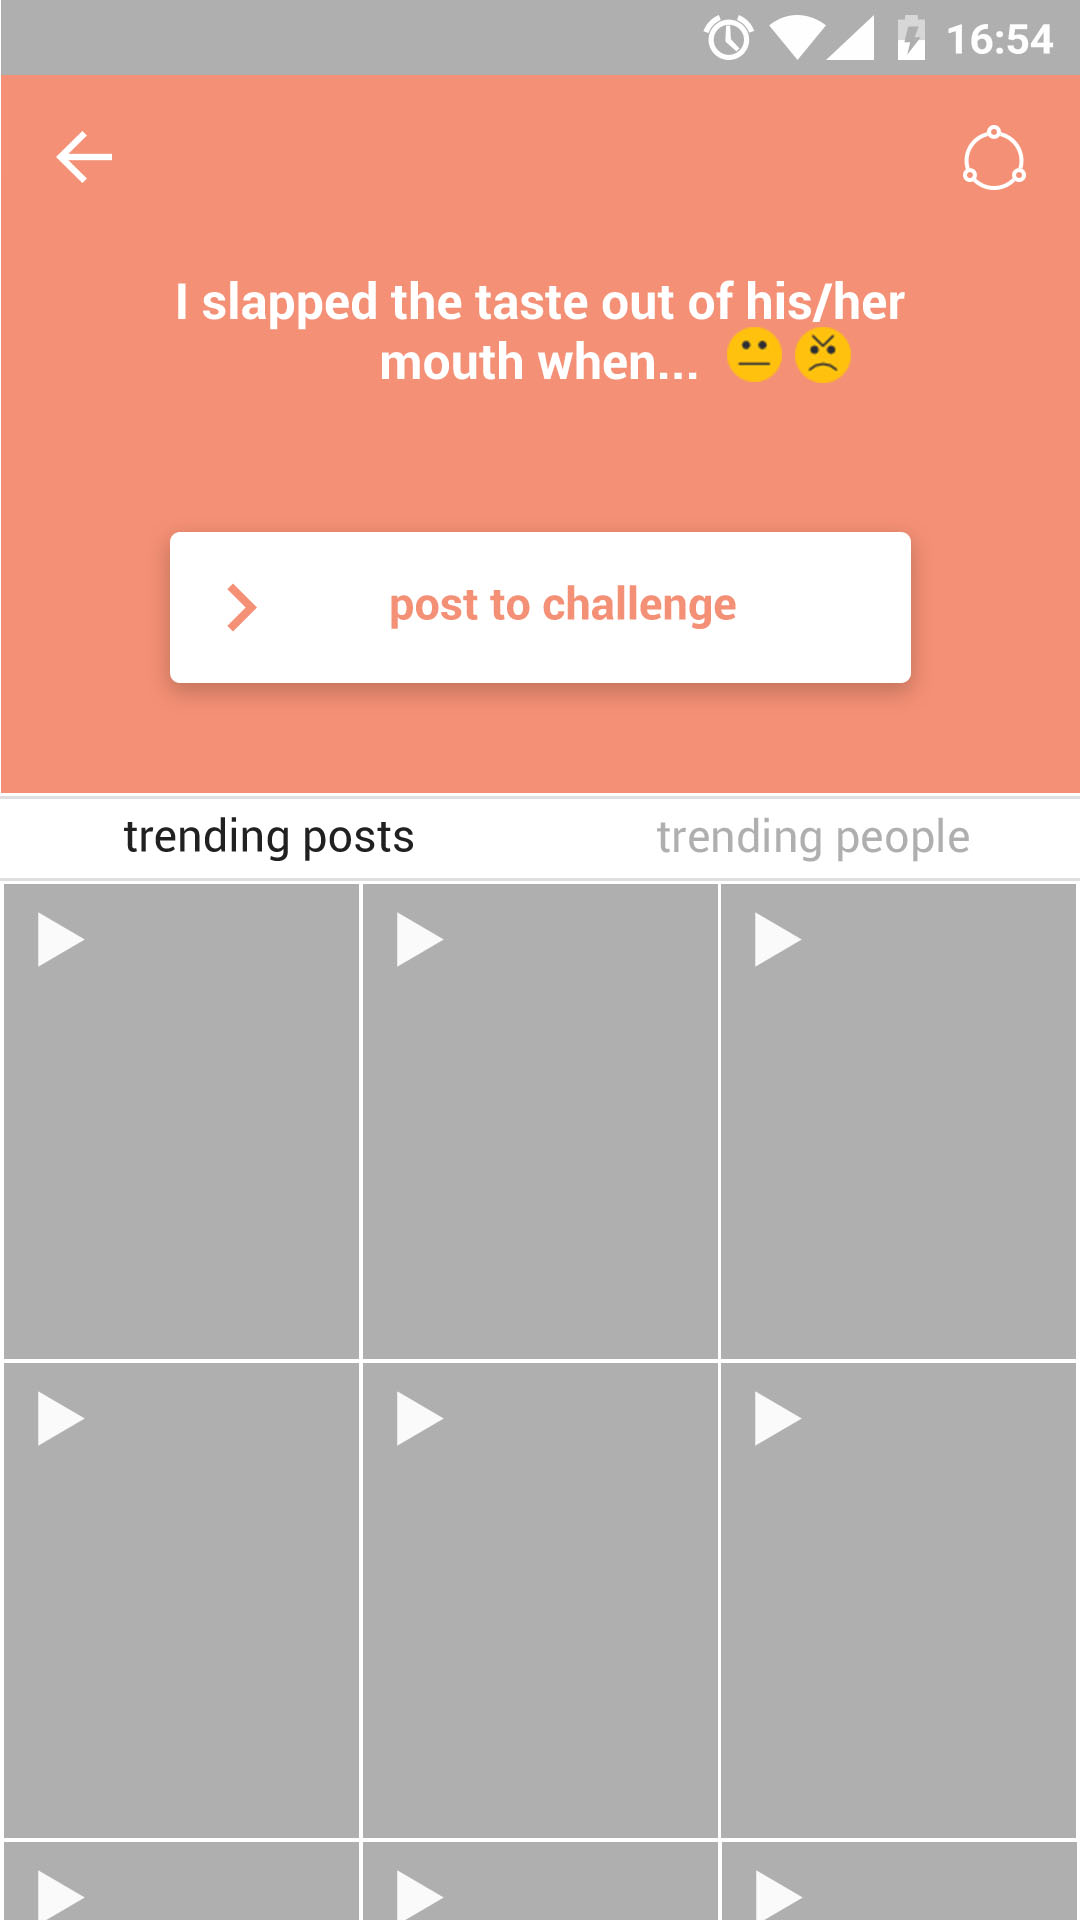 16:54
I slapped the taste out of his/her
mouth when... 😐 😠
post to challenge
trending posts
trending people